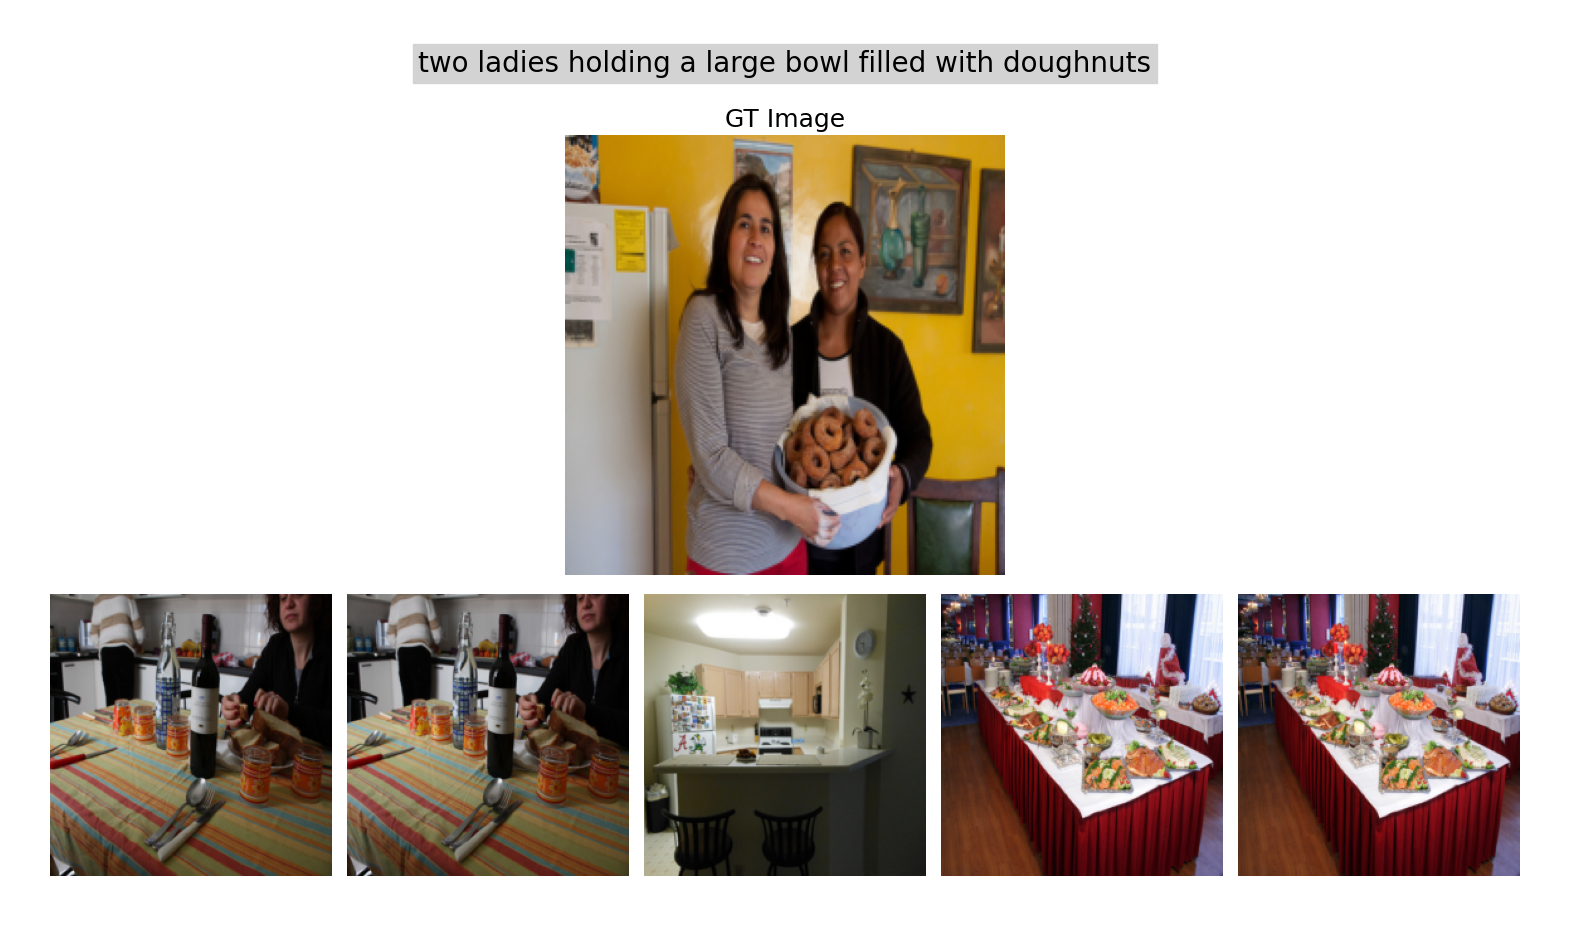 two ladies holding a large bowl filled with doughnuts
GT Image